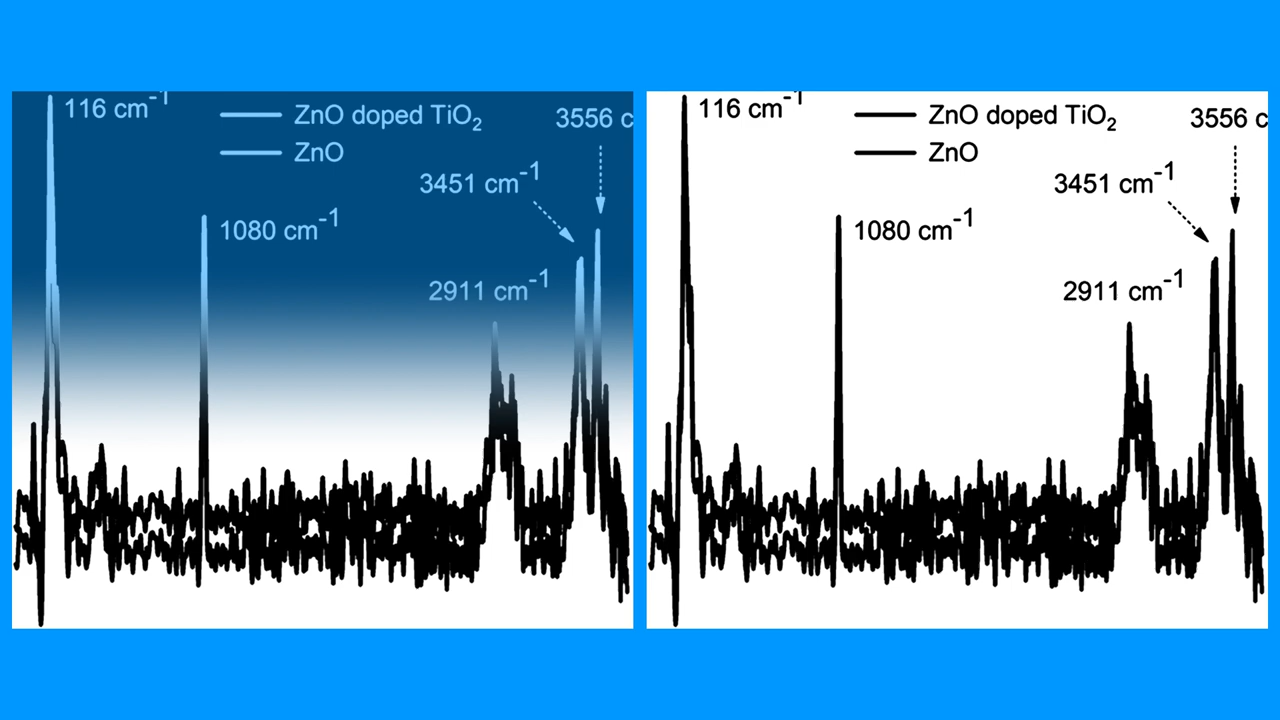 116 cm-1
ZnO doped TiO2
3556 c
ZnO
3451 cm-1
1080 cm-1
2911 cm-1
116 cm-1
ZnO doped TiO2
3556 c
ZnO
3451 cm-1
1080 cm-1
2911 cm-1